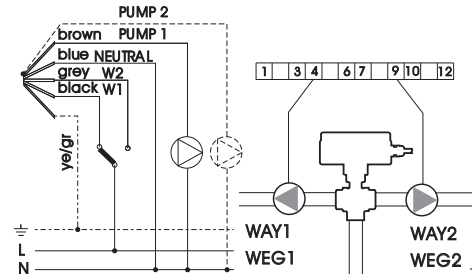 PUMP 2
brown PUMP 1
blue NEUTRAL
grey W2
black W1
ye/gr
L
N
1 3 4 6 7 9 10 12
WAY1
WEG1
WAY2
WEG2